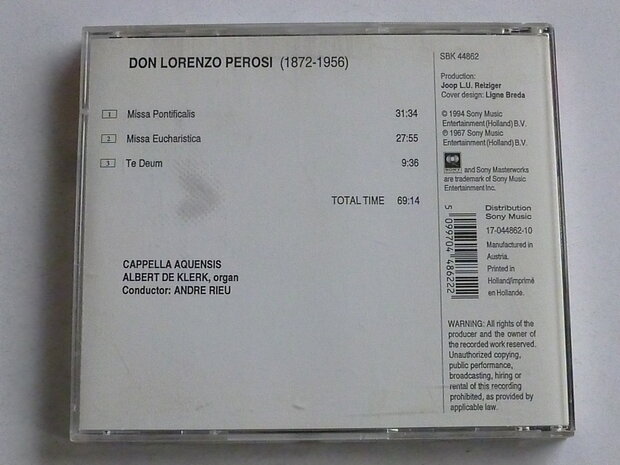 DON LORENZO PEROSI (1872-1956)
1 Missa Pontificalis 31:34
2 Missa Eucharistica 27:55
3 Te Deum 9:36
TOTAL TIME 69:14
CAPPELLA AQUENSIS
ALBERT DE KLERK, organ
Conductor: ANDRE RIEU
SBK 44862
Production:
Joop L.U. Reiziger
Cover design: Ligne Breda
© 1994 Sony Music
Entertainment (Holland) B.V.
℗ 1967 Sony Music
Entertainment (Holland) B.V.
SONY and Sony Masterworks
are trademark of Sony Music
Entertainment Inc.
5 099704 486222
Distribution
Sony Music
17-044862-10
Manufactured in
Austria.
Printed in
Holland/imprimé
en Hollande.
WARNING: All rights of the
producer and the owner of
the recorded work reserved.
Unauthorized copying,
public performance,
broadcasting, hiring or
rental of this recording
prohibited, as provided by
applicable law.